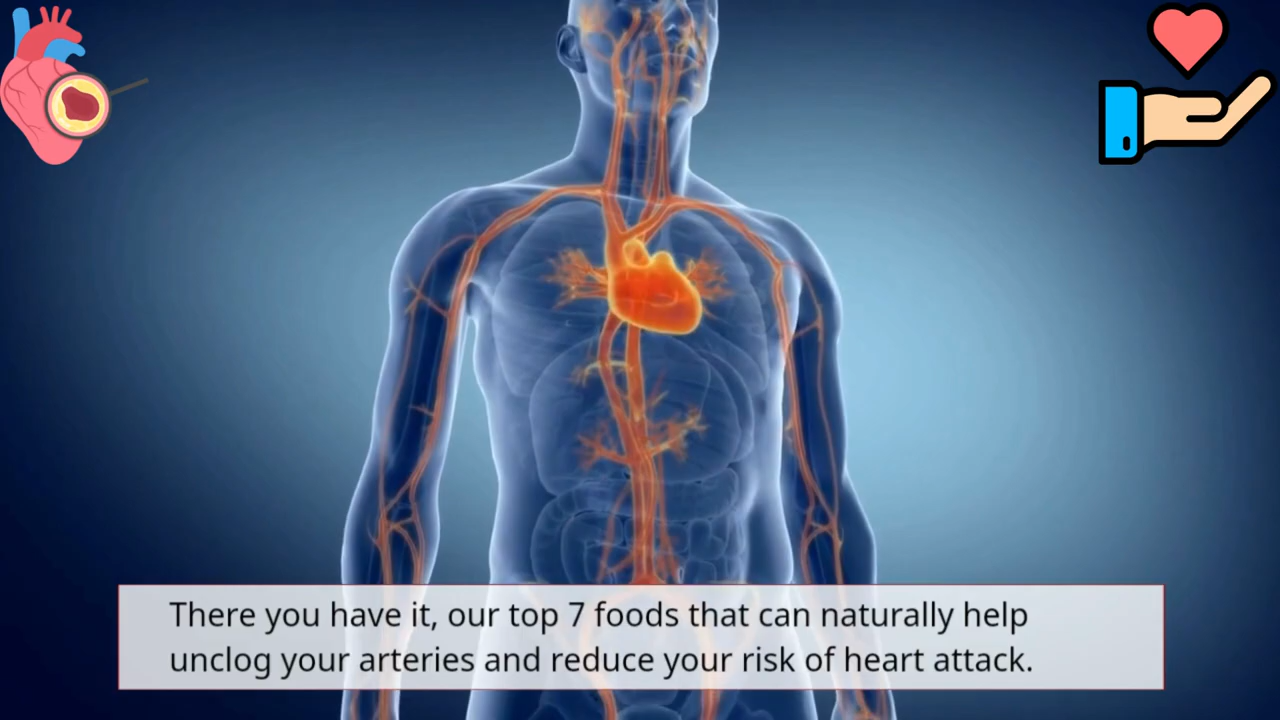 There you have it, our top 7 foods that can naturally help
unclog your arteries and reduce your risk of heart attack.